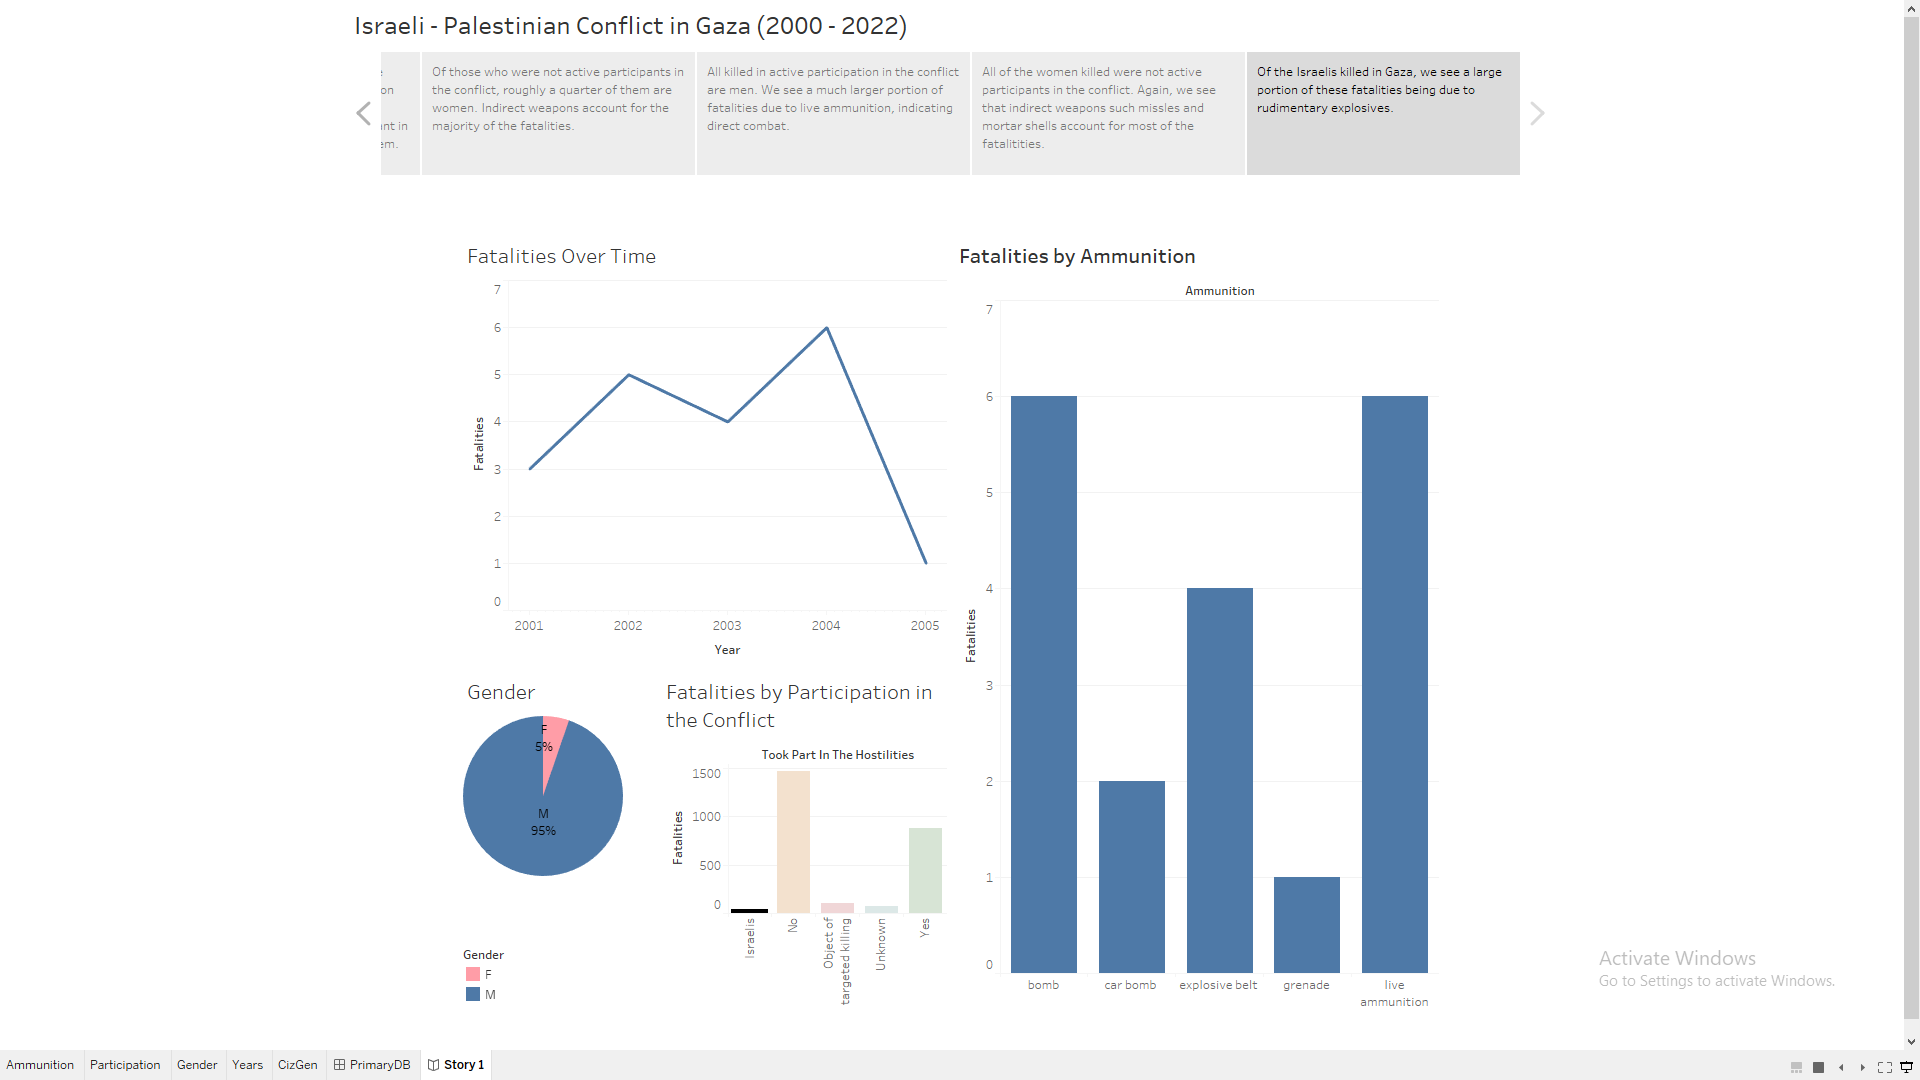 Israeli - Palestinian Conflict in Gaza (2000 - 2022)
on
nt in
em.
Of those who were not active participants in
the conflict, roughly a quarter of them are
women. Indirect weapons account for the
majority of the fatalities.
All killed in active participation in the conflict
are men. We see a much larger portion of
fatalities due to live ammunition, indicating
direct combat.
All of the women killed were not active
participants in the conflict. Again, we see
that indirect weapons such missles and
mortar shells account for most of the
fatalitities.
Of the Israelis killed in Gaza, we see a large
portion of these fatalities being due to
rudimentary explosives.
Fatalities Over Time
7
6
5
4
3
2
1
0
Fatalities
2001 2002 2003 2004 2005
Year
Fatalities by Ammunition
Ammunition
7
6
5
4
3
2
1
0
Fatalities
bomb car bomb explosive belt grenade live
ammunition
Gender
F
5%
M
95%
Gender
F
M
Fatalities by Participation in
the Conflict
Took Part In The Hostilities
1500
1000
500
0
Fatalities
Israelis
No
Object of
targeted killing
Unknown
Yes
Activate Windows
Go to Settings to activate Windows.
Ammunition Participation Gender Years CizGen PrimaryDB Story 1